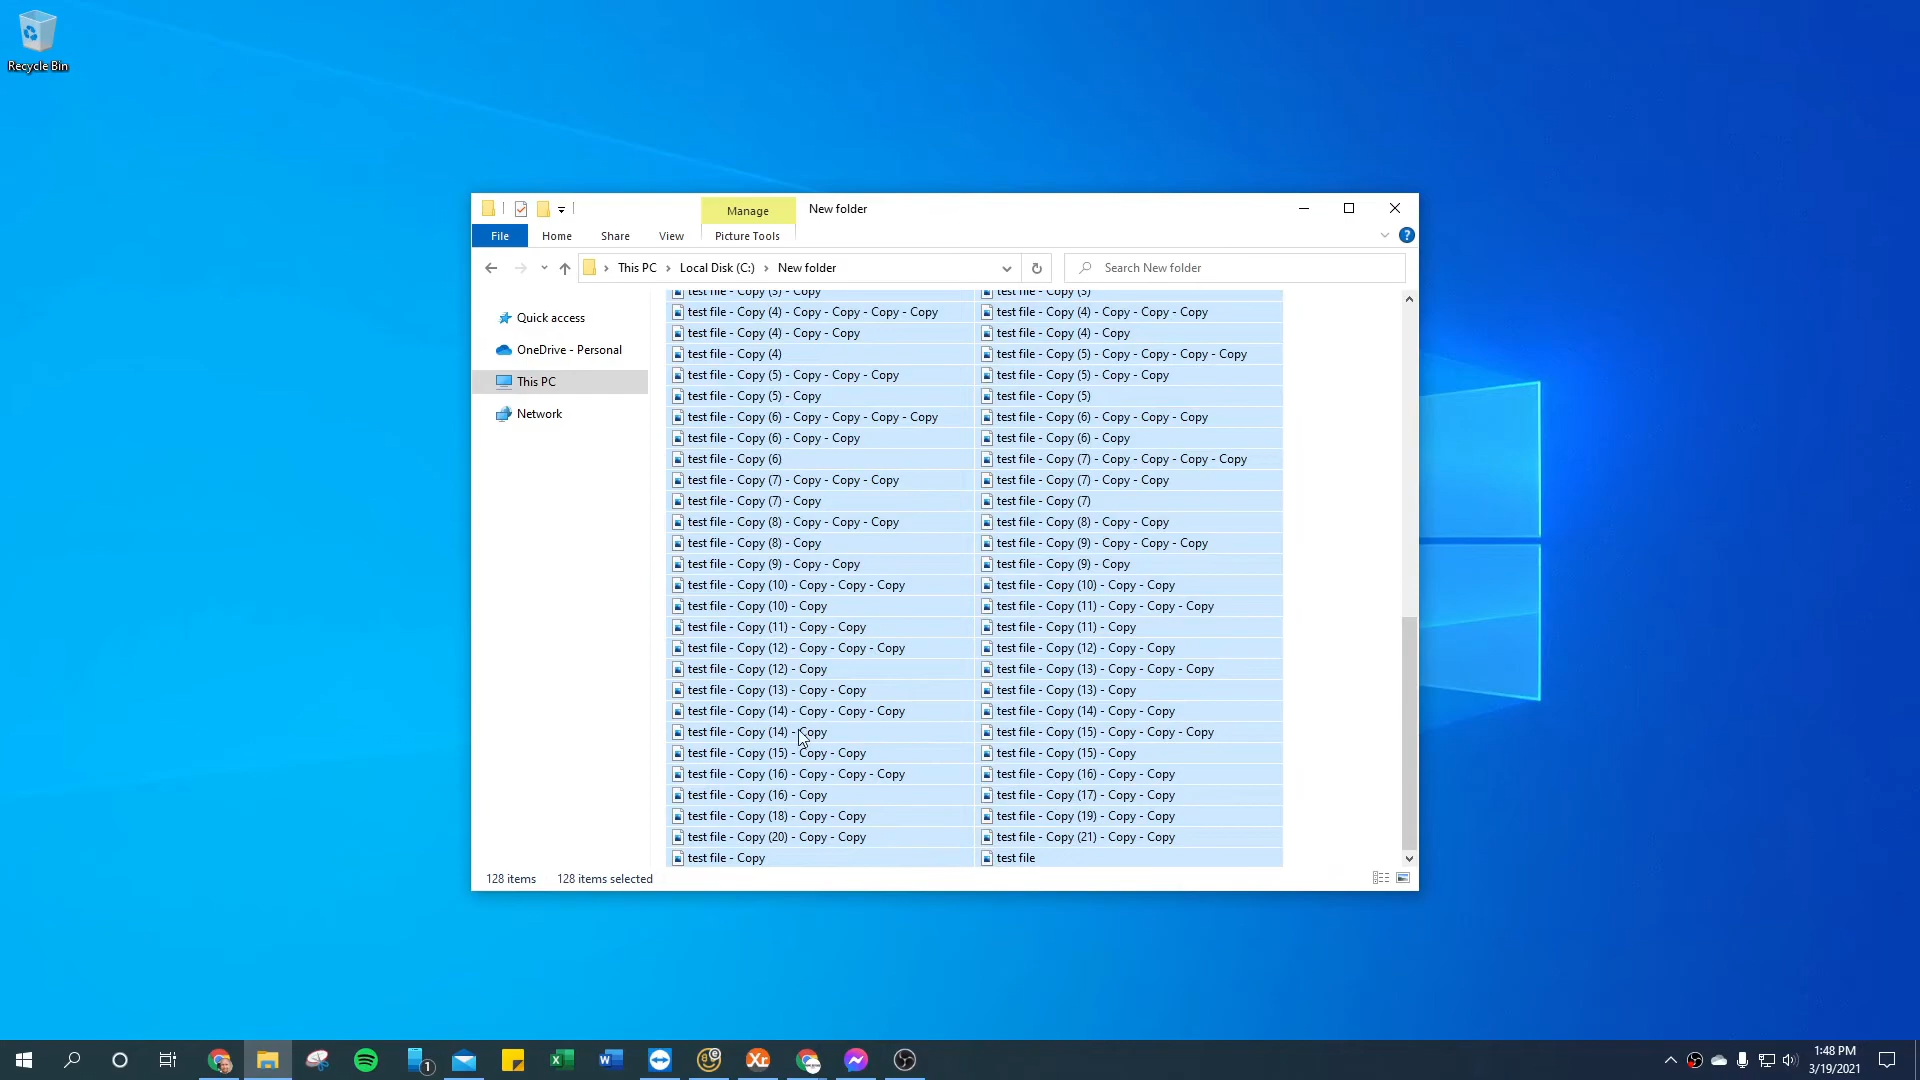 Recycle Bin
Manage
New folder
File
Home
Share
View
Picture Tools
This PC
Local Disk (C:)
New folder
Search New folder
Quick access
OneDrive - Personal
This PC
Network
test file - Copy (3) - Copy
test file - Copy (3)
test file - Copy (4) - Copy - Copy - Copy - Copy
test file - Copy (4) - Copy - Copy - Copy
test file - Copy (4) - Copy - Copy
test file - Copy (4) - Copy
test file - Copy (4)
test file - Copy (5) - Copy - Copy - Copy - Copy
test file - Copy (5) - Copy - Copy - Copy
test file - Copy (5) - Copy - Copy
test file - Copy (5) - Copy
test file - Copy (5)
test file - Copy (6) - Copy - Copy - Copy - Copy
test file - Copy (6) - Copy - Copy - Copy
test file - Copy (6) - Copy - Copy
test file - Copy (6) - Copy
test file - Copy (6)
test file - Copy (7) - Copy - Copy - Copy - Copy
test file - Copy (7) - Copy - Copy - Copy
test file - Copy (7) - Copy - Copy
test file - Copy (7) - Copy
test file - Copy (7)
test file - Copy (8) - Copy - Copy - Copy
test file - Copy (8) - Copy - Copy
test file - Copy (8) - Copy
test file - Copy (9) - Copy - Copy - Copy
test file - Copy (9) - Copy - Copy
test file - Copy (9) - Copy
test file - Copy (10) - Copy - Copy - Copy
test file - Copy (10) - Copy - Copy
test file - Copy (10) - Copy
test file - Copy (11) - Copy - Copy - Copy
test file - Copy (11) - Copy - Copy
test file - Copy (11) - Copy
test file - Copy (12) - Copy - Copy - Copy
test file - Copy (12) - Copy - Copy
test file - Copy (12) - Copy
test file - Copy (13) - Copy - Copy - Copy
test file - Copy (13) - Copy - Copy
test file - Copy (13) - Copy
test file - Copy (14) - Copy - Copy - Copy
test file - Copy (14) - Copy - Copy
test file - Copy (14) - Copy
test file - Copy (15) - Copy - Copy - Copy
test file - Copy (15) - Copy - Copy
test file - Copy (15) - Copy
test file - Copy (16) - Copy - Copy - Copy
test file - Copy (16) - Copy - Copy
test file - Copy (16) - Copy
test file - Copy (17) - Copy - Copy
test file - Copy (18) - Copy - Copy
test file - Copy (19) - Copy - Copy
test file - Copy (20) - Copy - Copy
test file - Copy (21) - Copy - Copy
test file - Copy
test file
128 items
128 items selected
1
Xr
1:48 PM
3/19/2021